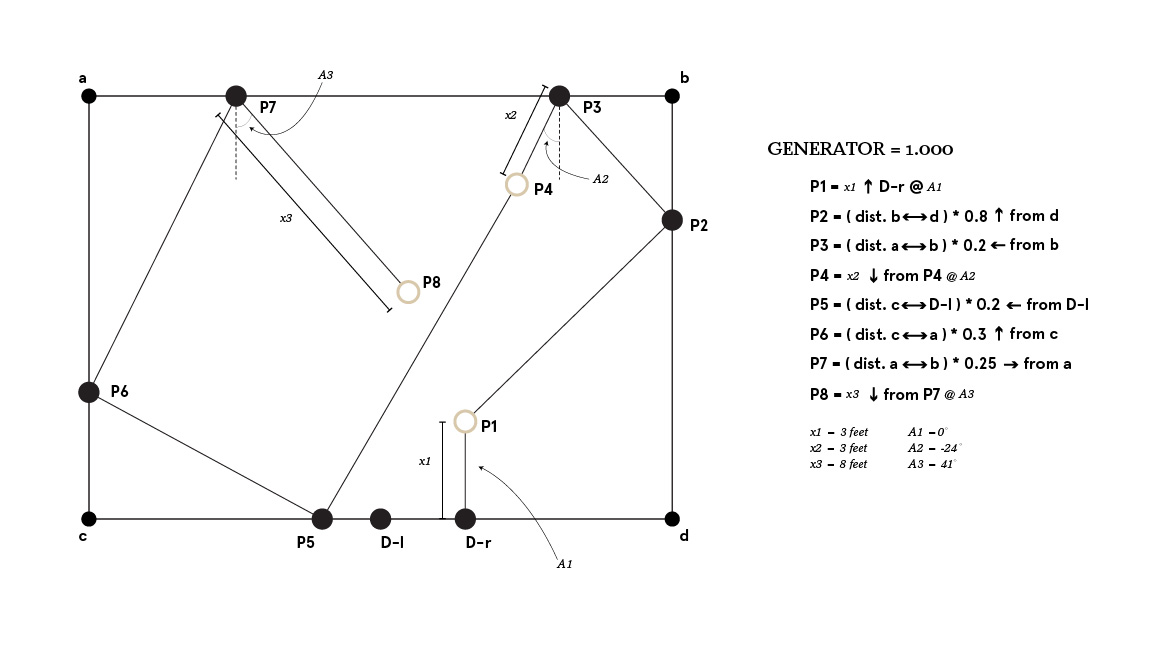 A3
a
b
P7
x2
P3
A2
P4
x3
P2
P8
P6
P1
x1
P5
D-l
D-r
c
d
A1
GENERATOR = 1.000
P1 = x1 ↑ D-r @ A1
P2 = ( dist. b⟷d ) * 0.8 ↑ from d
P3 = ( dist. a⟷b ) * 0.2 ← from b
P4 = x2 ↓ from P4 @ A2
P5 = ( dist. c⟷D-l ) * 0.2 ← from D-l
P6 = ( dist. c⟷a ) * 0.3 ↑ from c
P7 = ( dist. a⟷b ) * 0.25 → from a
P8 = x3 ↓ from P7 @ A3
x1 = 3 feet A1 = 0°
x2 = 3 feet A2 = -24°
x3 = 8 feet A3 = 41°